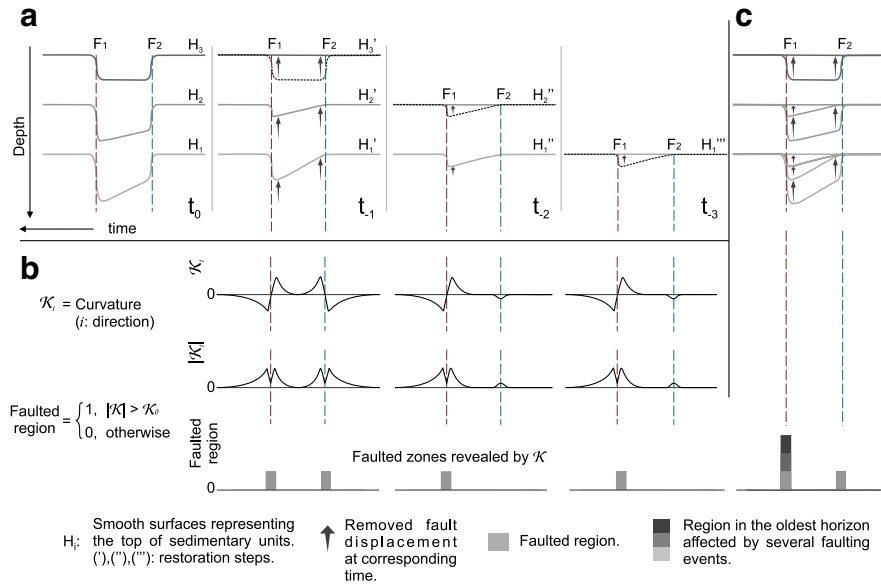 a
c
F₁ F₂ H₃
F₁ F₂ H₃'
F₁ F₂
H₂
H₂'
F₁ F₂ H₂''
H₁
H₁'
H₁''
F₁ F₂ H₁'''
Depth
time
t₀
t₋₁
t₋₂
t₋₃
b
𝒦ᵢ
0
𝒦ᵢ = Curvature
(i: direction)
|𝒦ᵢ|
0
Faulted region = { 1, |𝒦| > 𝒦₀
0, otherwise
Faulted region
0
Faulted zones revealed by 𝒦
Hᵢ: Smooth surfaces representing
the top of sedimentary units.
('),(''),('''): restoration steps.
Removed fault
displacement
at corresponding
time.
Faulted region.
Region in the oldest horizon
affected by several faulting
events.